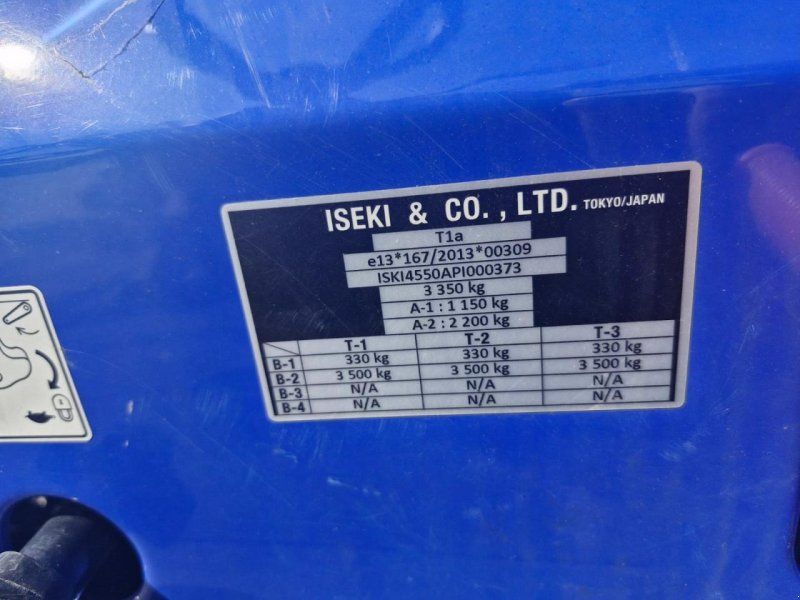 ISEKI & CO., LTD. TOKYO/JAPAN
T1a
e13*167/2013*00309
ISKI4550API000373
3 350 kg
A-1 : 1 150 kg
A-2 : 2 200 kg
T-1 T-2 T-3
B-1 330 kg 330 kg 330 kg
B-2 3 500 kg 3 500 kg 3 500 kg
B-3 N/A N/A N/A
B-4 N/A N/A N/A